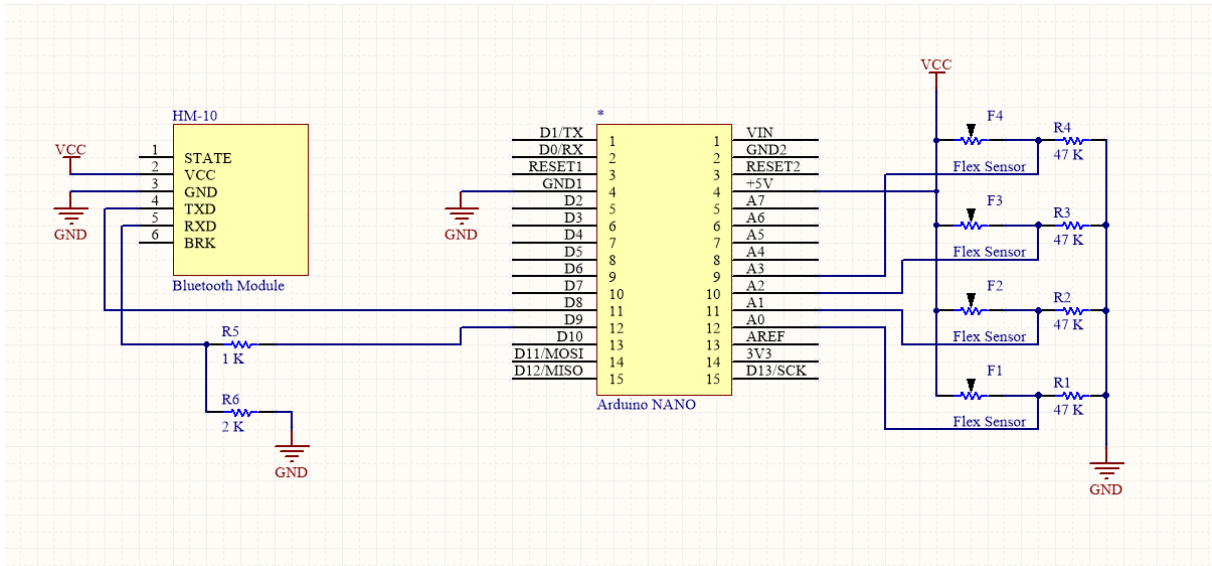 HM-10
VCC
GND
1 STATE
2 VCC
3 GND
4 TXD
5 RXD
6 BRK
Bluetooth Module
R5
1 K
R6
2 K
GND
GND
*
D1/TX 1
D0/RX 2
RESET1 3
GND1 4
D2 5
D3 6
D4 7
D5 8
D6 9
D7 10
D8 11
D9 12
D10 13
D11/MOSI 14
D12/MISO 15
1 VIN
2 GND2
3 RESET2
4 +5V
5 A7
6 A6
7 A5
8 A4
9 A3
10 A2
11 A1
12 A0
13 AREF
14 3V3
15 D13/SCK
Arduino NANO
VCC
F4
Flex Sensor
R4
47 K
F3
Flex Sensor
R3
47 K
F2
Flex Sensor
R2
47 K
F1
Flex Sensor
R1
47 K
GND